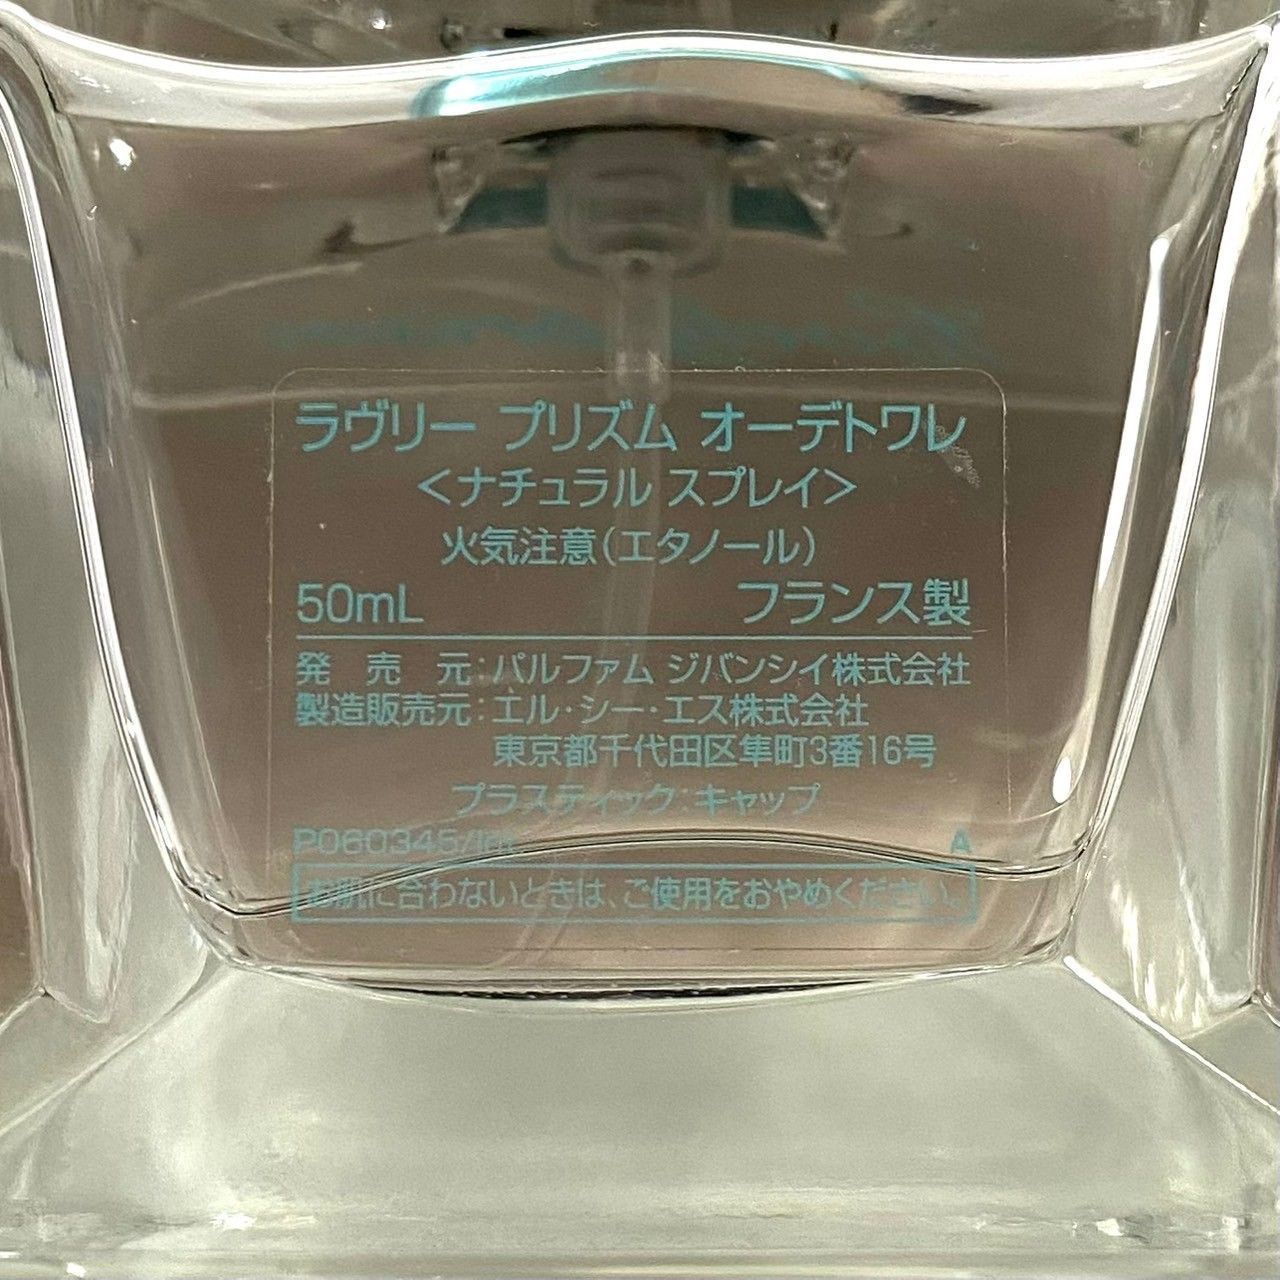 ラヴリー プリズム オーデトワレ
<ナチュラル スプレイ>
火気注意(エタノール)
50mL フランス製
発売元:パルファム ジバンシイ株式会社
製造販売元:エル・シー・エス株式会社
東京都千代田区隼町3番16号
プラスティック:キャップ
P060345/Int A
お肌に合わないときは、ご使用をおやめください。